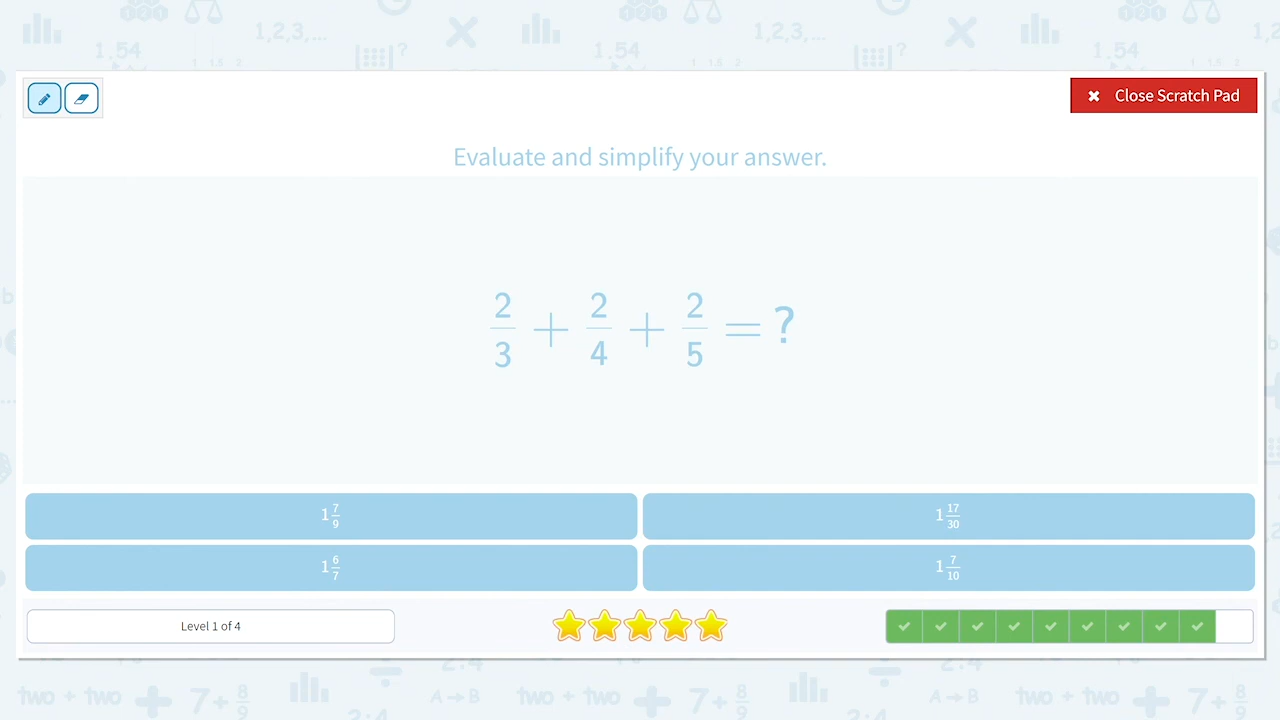 Close Scratch Pad
Evaluate and simplify your answer.
2/3 + 2/4 + 2/5 = ?
1 7/9
1 17/30
1 6/7
1 7/10
Level 1 of 4